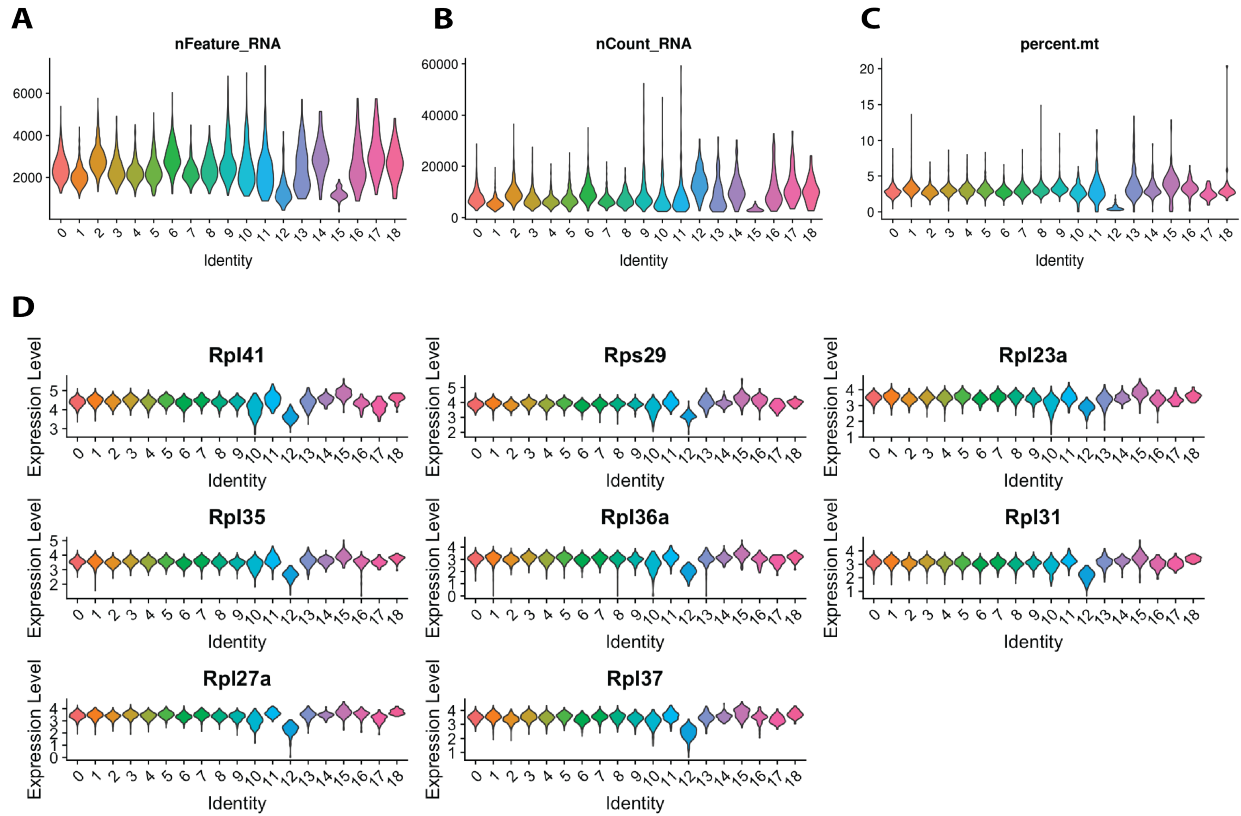 A
B
C
nFeature_RNA
nCount_RNA
percent.mt
6000
4000
2000
0 1 2 3 4 5 6 7 8 9 10 11 12 13 14 15 16 17 18
Identity
60000
40000
20000
0
0 1 2 3 4 5 6 7 8 9 10 11 12 13 14 15 16 17 18
Identity
20
15
10
5
0
0 1 2 3 4 5 6 7 8 9 10 11 12 13 14 15 16 17 18
Identity
D
Rpl41
Expression Level
5
4
3
0 1 2 3 4 5 6 7 8 9 10 11 12 13 14 15 16 17 18
Identity
Rps29
Expression Level
5
4
3
2
0 1 2 3 4 5 6 7 8 9 10 11 12 13 14 15 16 17 18
Identity
Rpl23a
Expression Level
4
3
2
1
0 1 2 3 4 5 6 7 8 9 10 11 12 13 14 15 16 17 18
Identity
Rpl35
Expression Level
5
4
3
2
0 1 2 3 4 5 6 7 8 9 10 11 12 13 14 15 16 17 18
Identity
Rpl36a
Expression Level
4
3
2
1
0
0 1 2 3 4 5 6 7 8 9 10 11 12 13 14 15 16 17 18
Identity
Rpl31
Expression Level
4
3
2
1
0 1 2 3 4 5 6 7 8 9 10 11 12 13 14 15 16 17 18
Identity
Rpl27a
Expression Level
4
3
2
1
0
0 1 2 3 4 5 6 7 8 9 10 11 12 13 14 15 16 17 18
Identity
Rpl37
Expression Level
4
3
2
1
0 1 2 3 4 5 6 7 8 9 10 11 12 13 14 15 16 17 18
Identity